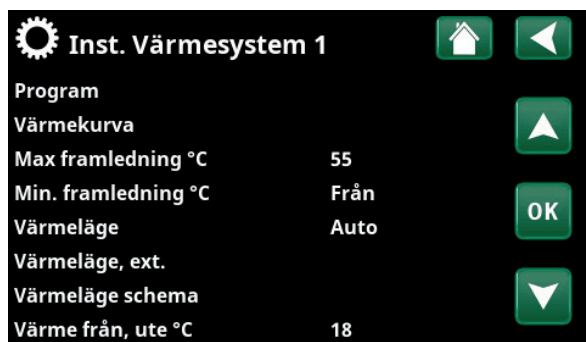 Inst. Värmesystem 1
Program
Värmekurva
Max framledning °C 55
Min. framledning °C Från
Värmeläge Auto
OK
Värmeläge, ext.
Värmeläge schema
Värme från, ute °C 18